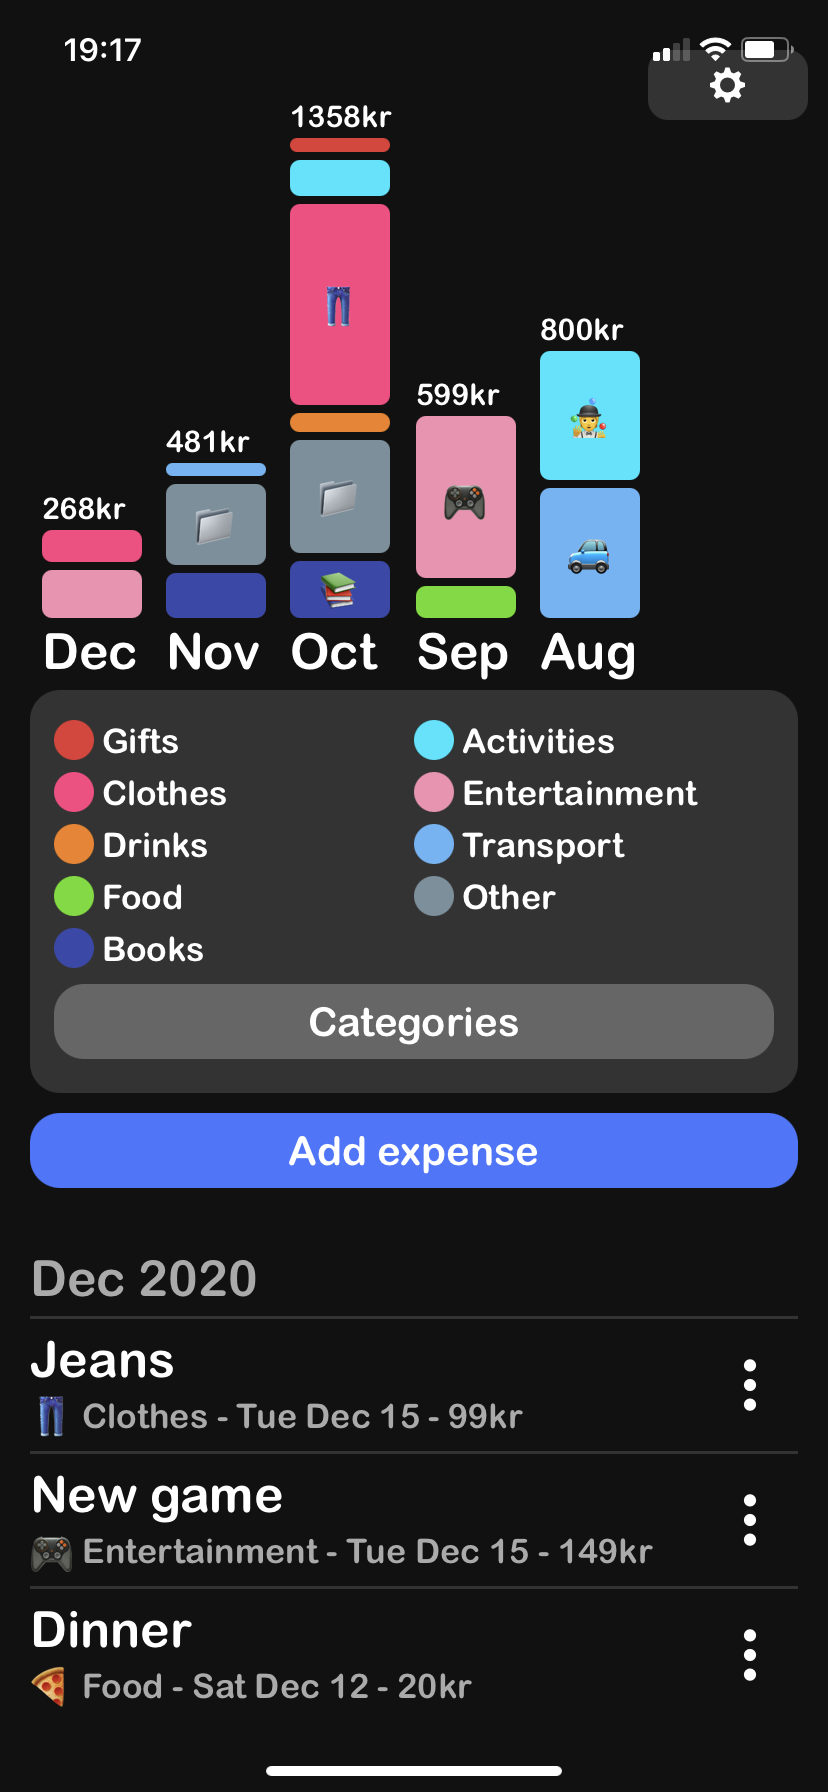 19:17
1358kr
800kr
599kr
481kr
268kr
Dec Nov Oct Sep Aug
Gifts Activities
Clothes Entertainment
Drinks Transport
Food Other
Books
Categories
Add expense
Dec 2020
Jeans
Clothes - Tue Dec 15 - 99kr
New game
Entertainment - Tue Dec 15 - 149kr
Dinner
Food - Sat Dec 12 - 20kr